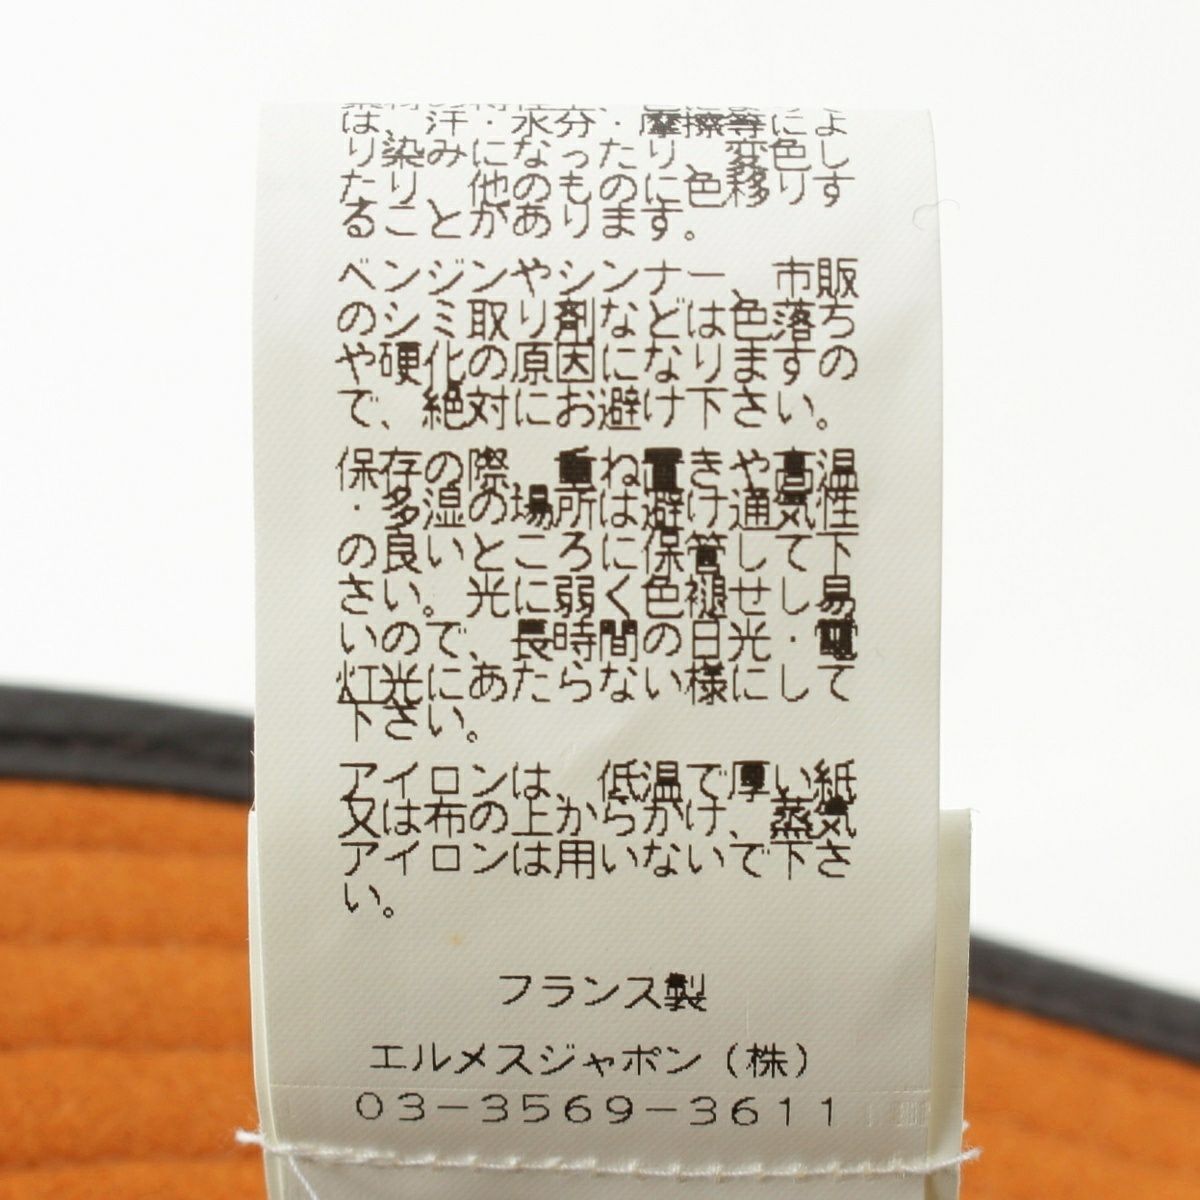 は、汗・水分・摩擦等によ
り染みになったり、変色し
たり、他のものに色移りす
ることがあります。
ベンジンやシンナー、市販
のシミ取り剤などは色落ち
や硬化の原因になりますの
で、絶対にお避け下さい。
保存の際、重ね置きや高温
・多湿の場所は避け通気性
の良いところに保管して下
さい。光に弱く色褪せし易
いので、長時間の日光・電
灯光にあたらない様にして
下さい。
アイロンは、低温で厚い紙
又は布の上からかけ、蒸気
アイロンは用いないで下さ
い。
フランス製
エルメスジャポン(株)
03-3569-3611